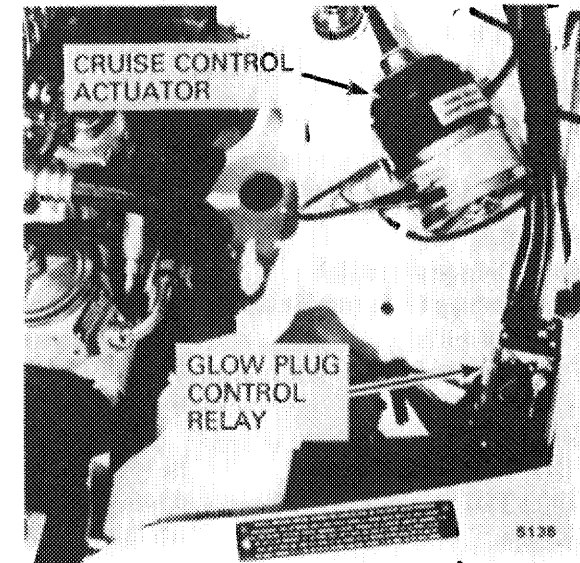 CRUISE CONTROL
ACTUATOR
GLOW PLUG
CONTROL
RELAY
5136